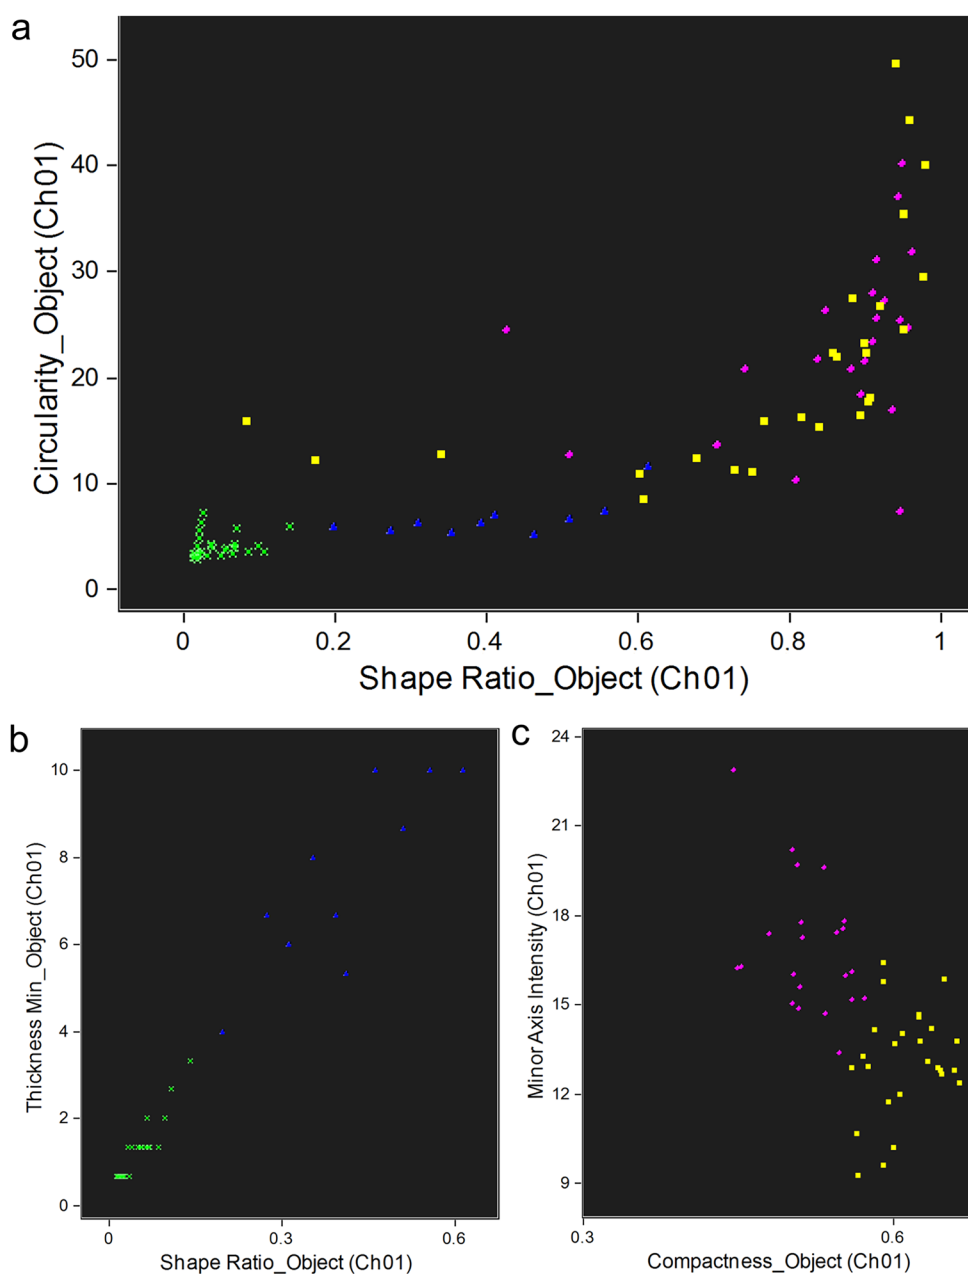 a
Circularity_Object (Ch01)
50
40
30
20
10
0
0 0.2 0.4 0.6 0.8 1
Shape Ratio_Object (Ch01)
b
Thickness Min_Object (Ch01)
10
8
6
4
2
0
0 0.3 0.6
Shape Ratio_Object (Ch01)
c
Minor Axis Intensity (Ch01)
24
21
18
15
12
9
0.3 0.6
Compactness_Object (Ch01)